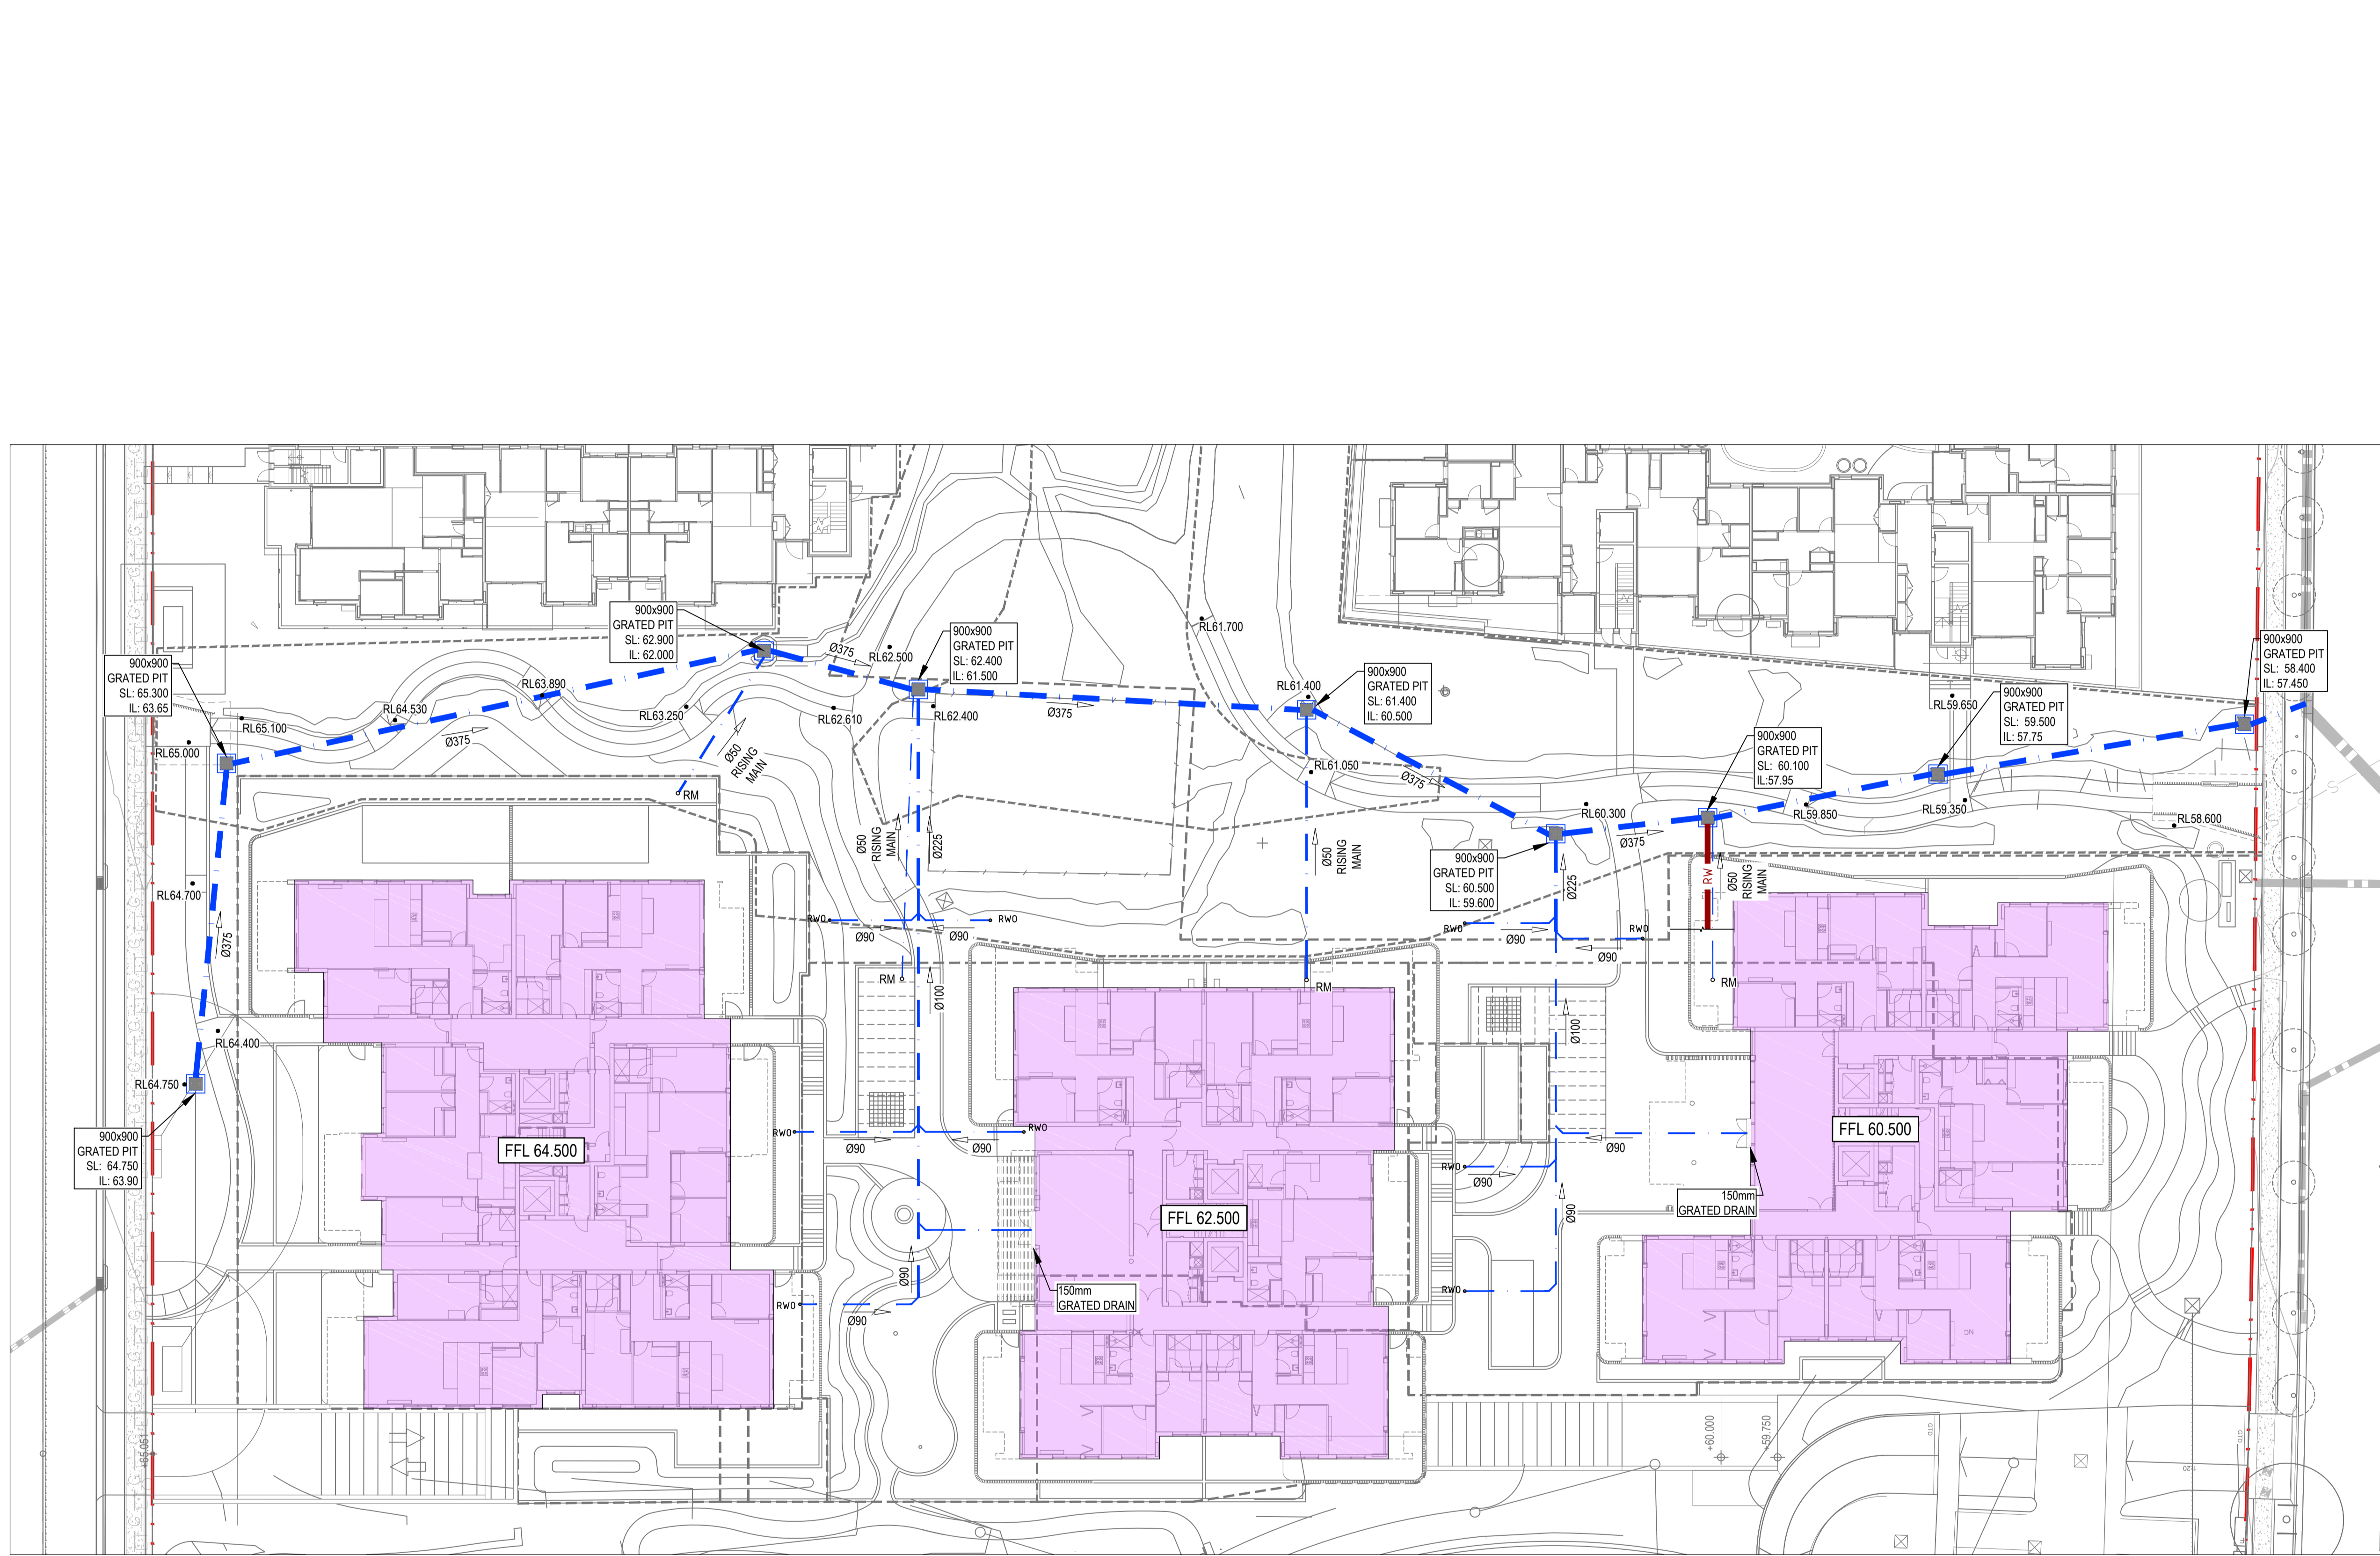 900x900
GRATED PIT
SL: 62.900
IL: 62.000
900x900
GRATED PIT
SL: 62.400
IL: 61.500
900x900
GRATED PIT
SL: 58.400
IL: 57.450
RL61.700
Ø375
RL62.500
900x900
GRATED PIT
SL: 65.300
IL: 63.65
900x900
GRATED PIT
SL: 61.400
IL: 60.500
RL63.890
RL61.400
900x900
GRATED PIT
SL: 59.500
IL: 57.75
RL59.650
RL64.530
RL63.250
RL62.610
RL62.400
Ø375
RL65.100
Ø375
RL65.000
900x900
GRATED PIT
SL: 60.100
IL:57.95
Ø50
RISING
MAIN
RL61.050
Ø375
RM
RL60.300
RL59.850
RL59.350
RL58.600
Ø375
Ø50
RISING
MAIN
Ø225
Ø50
RISING
MAIN
900x900
GRATED PIT
SL: 60.500
IL: 59.600
Ø225
RW
Ø50
RISING
MAIN
RL64.700
RWO
RWO
RWO
RWO
Ø90
Ø90
Ø90
Ø90
Ø375
RM
RM
RM
Ø100
Ø100
RL64.400
RL64.750
900x900
GRATED PIT
SL: 64.750
IL: 63.90
RWO
RWO
Ø90
Ø90
Ø90
FFL 64.500
FFL 60.500
RWO
Ø90
150mm
GRATED DRAIN
FFL 62.500
Ø90
Ø90
RWO
150mm
GRATED DRAIN
RWO
Ø90
+65.051
+60.000
+59.750